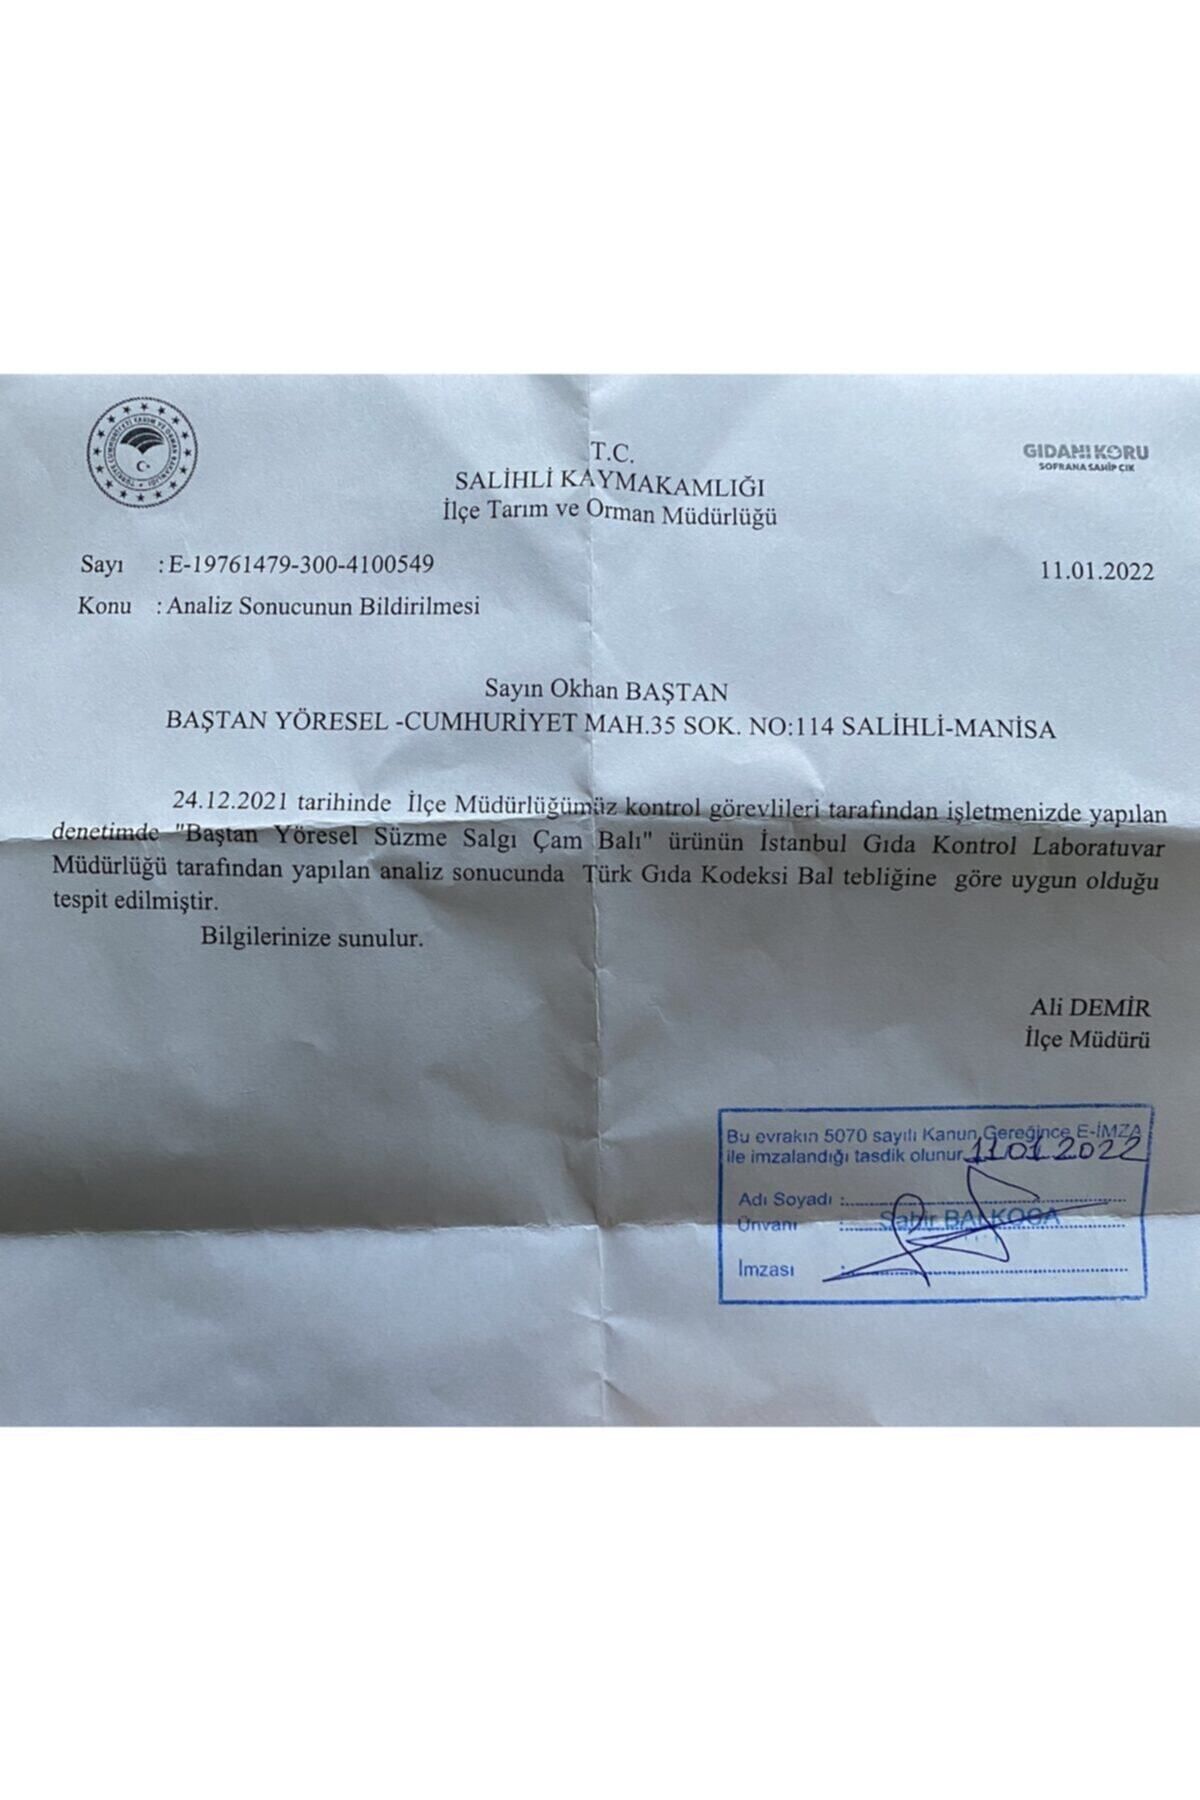 T.C.
SALİHLİ KAYMAKAMLIĞI
İlçe Tarım ve Orman Müdürlüğü
GIDANI KORU
SOFRANA SAHİP ÇIK
Sayı : E-19761479-300-4100549
11.01.2022
Konu : Analiz Sonucunun Bildirilmesi
Sayın Okhan BAŞTAN
BAŞTAN YÖRESEL -CUMHURİYET MAH.35 SOK. NO:114 SALİHLİ-MANİSA
24.12.2021 tarihinde İlçe Müdürlüğümüz kontrol görevlileri tarafından işletmenizde yapılan
denetimde "Baştan Yöresel Süzme Salgı Çam Balı" ürünün İstanbul Gıda Kontrol Laboratuvar
Müdürlüğü tarafından yapılan analiz sonucunda Türk Gıda Kodeksi Bal tebliğine göre uygun olduğu
tespit edilmiştir.
Bilgilerinize sunulur.
Ali DEMİR
İlçe Müdürü
Bu evrakın 5070 sayılı Kanun Gereğince E-İMZA
ile imzalandığı tasdik olunur 11.01.2022
Adı Soyadı :
Ünvanı :
İmzası :